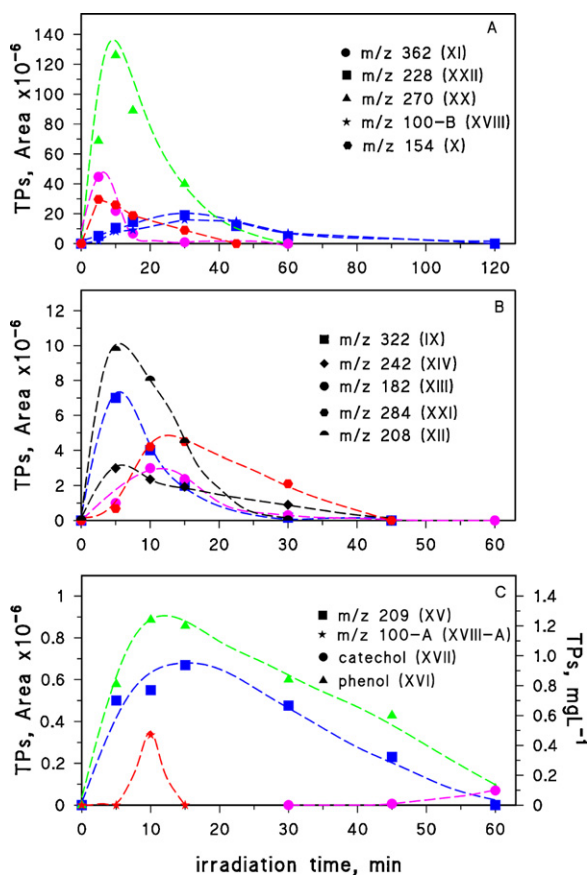 A
TPs, Area x10-6
140
120
100
80
60
40
20
0
m/z 362 (XI)
m/z 228 (XXII)
m/z 270 (XX)
m/z 100-B (XVIII)
m/z 154 (X)
0 20 40 60 80 100 120
B
TPs, Area x10-6
12
10
8
6
4
2
0
m/z 322 (IX)
m/z 242 (XIV)
m/z 182 (XIII)
m/z 284 (XXI)
m/z 208 (XII)
0 10 20 30 40 50 60
C
TPs, Area x10-6
1
0.8
0.6
0.4
0.2
0
m/z 209 (XV)
m/z 100-A (XVIII-A)
catechol (XVII)
phenol (XVI)
1.4
1.2
1.0
0.8
0.6
0.4
0.2
0
TPs, mgL-1
0 10 20 30 40 50 60
irradiation time, min